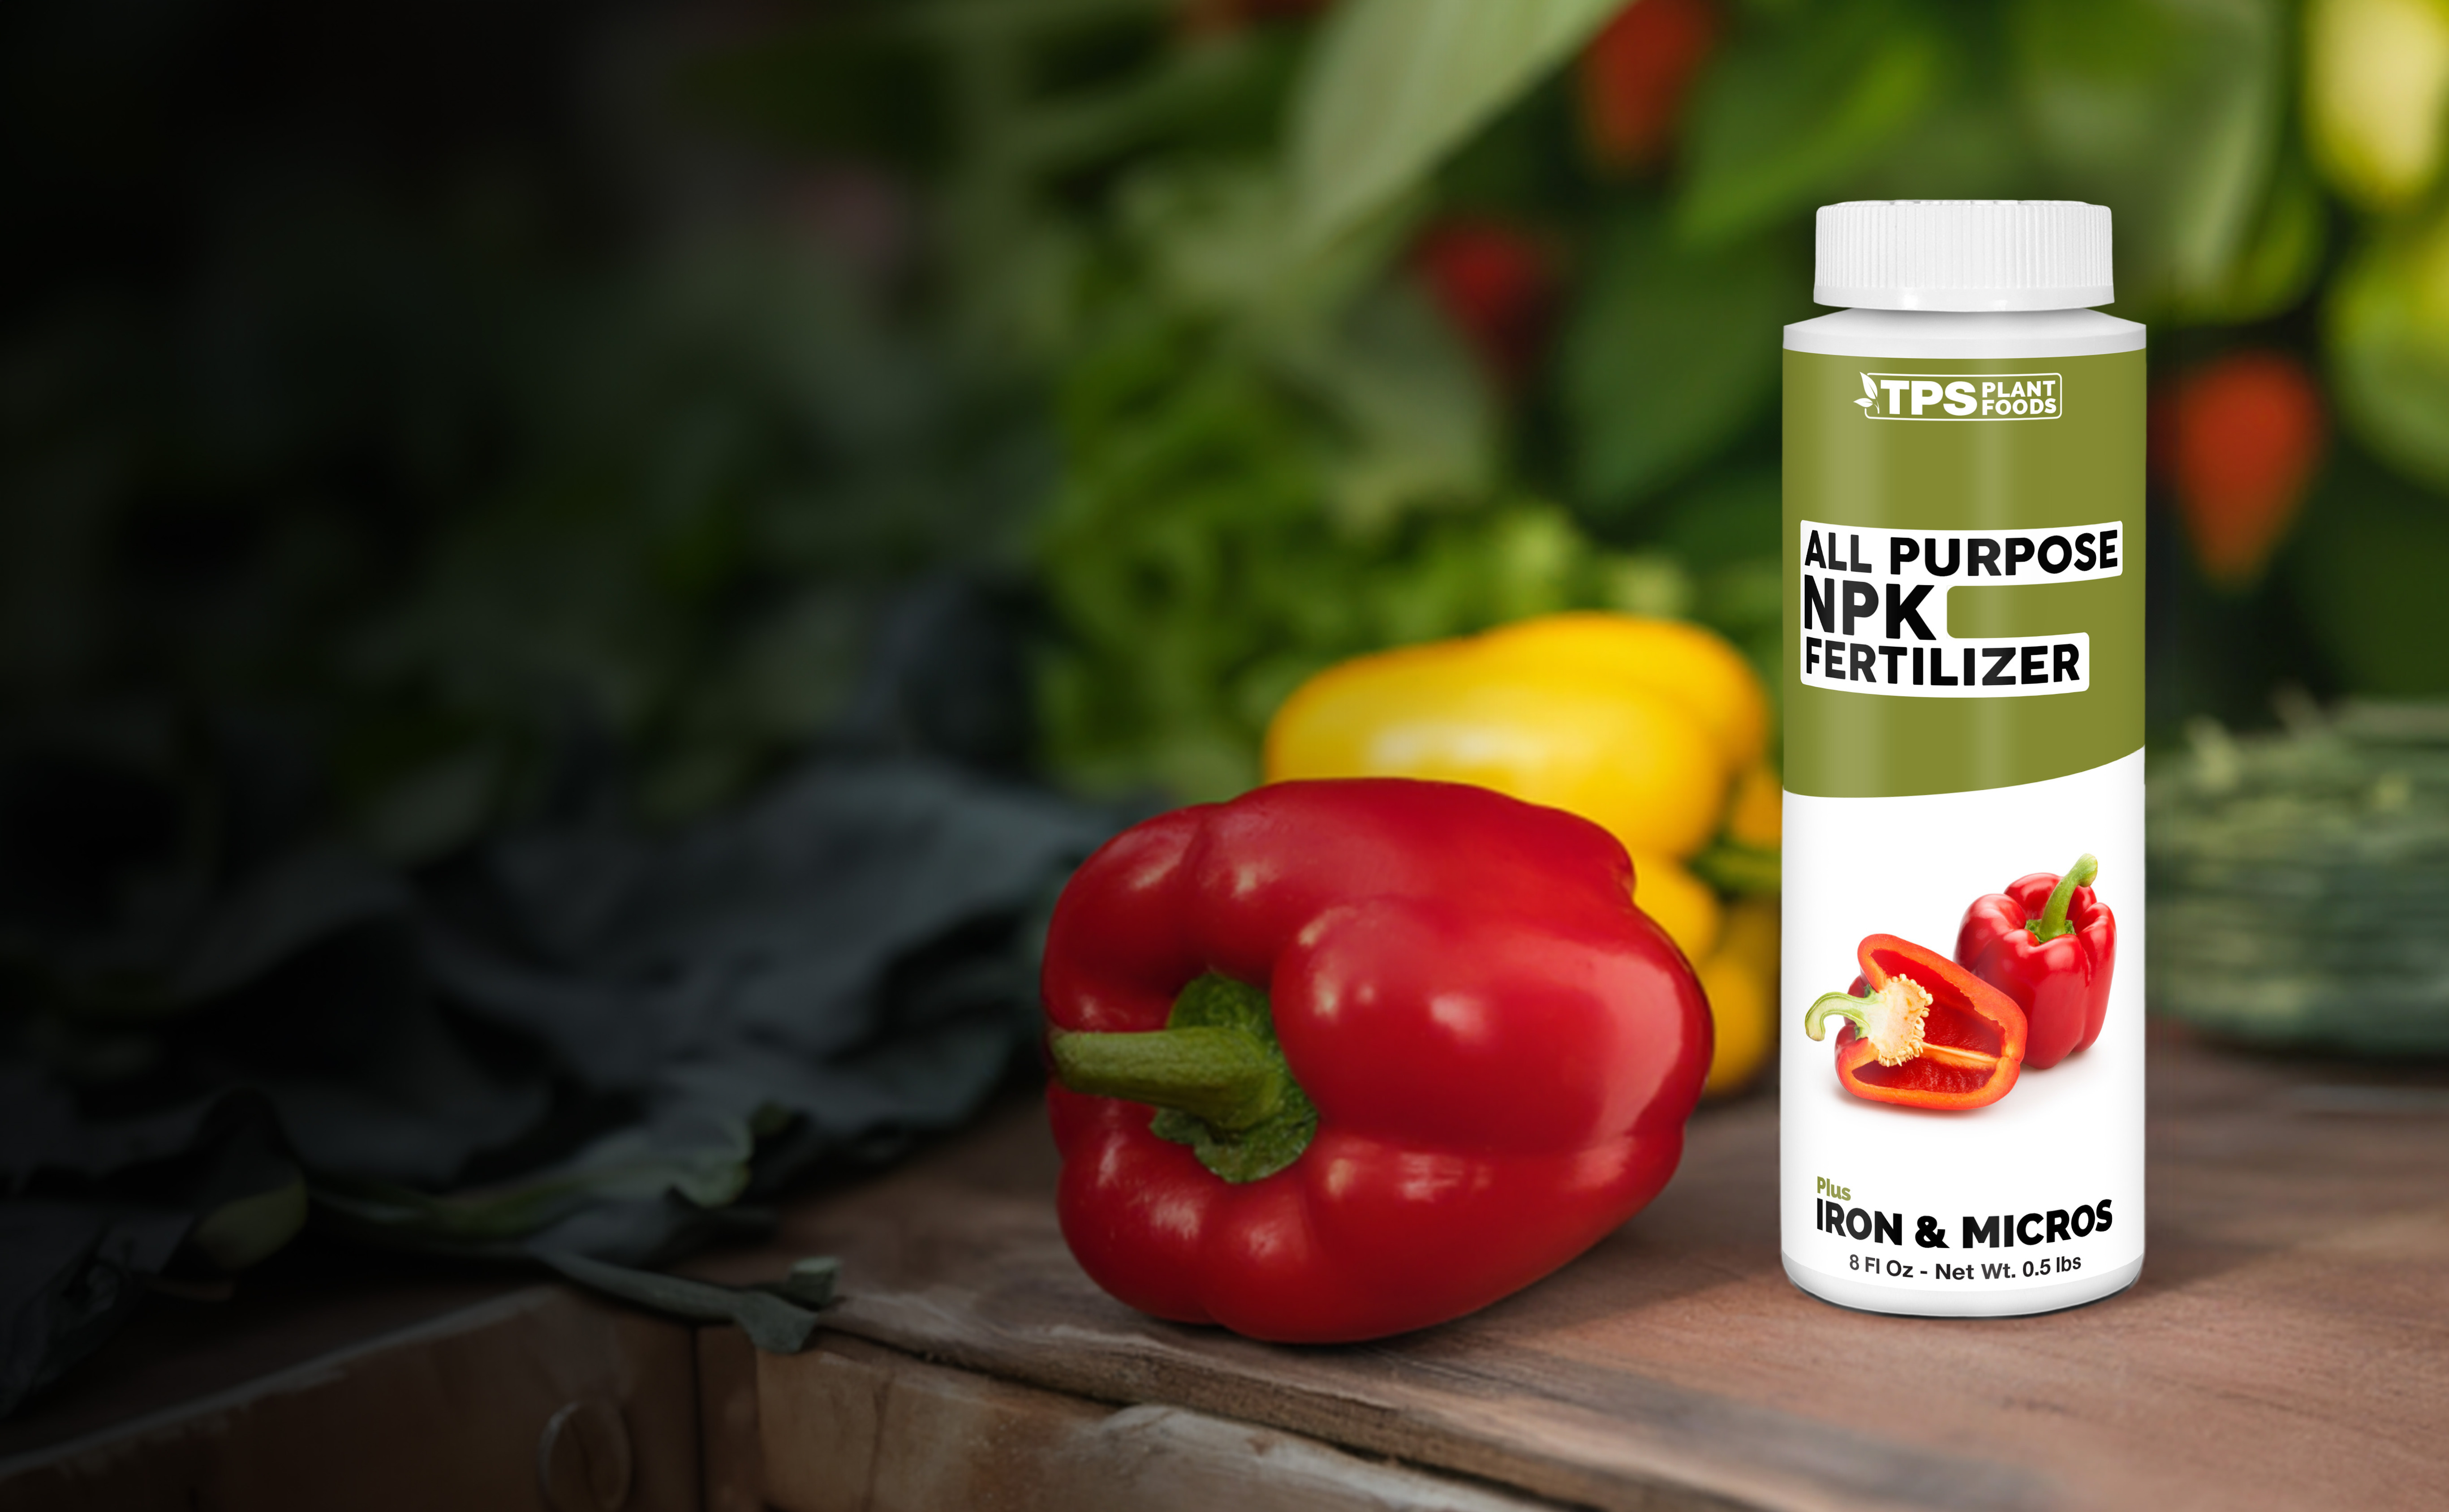 TPS PLANT FOODS
ALL PURPOSE
NPK
FERTILIZER
Plus
IRON & MICROS
8 Fl Oz - Net Wt. 0.5 lbs